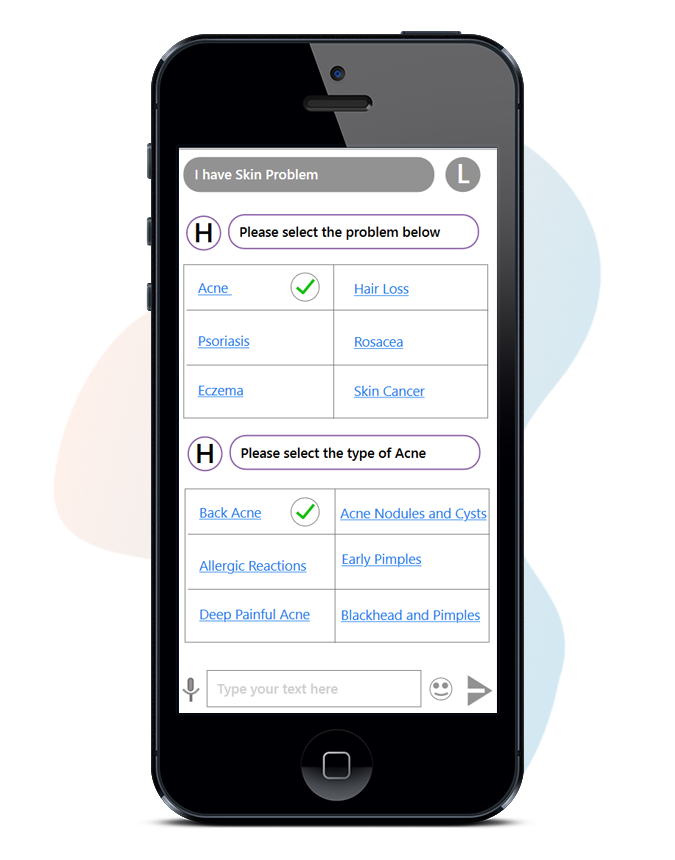 I have Skin Problem L
H Please select the problem below
Acne Hair Loss
Psoriasis Rosacea
Eczema Skin Cancer
H Please select the type of Acne
Back Acne Acne Nodules and Cysts
Allergic Reactions Early Pimples
Deep Painful Acne Blackhead and Pimples
Type your text here